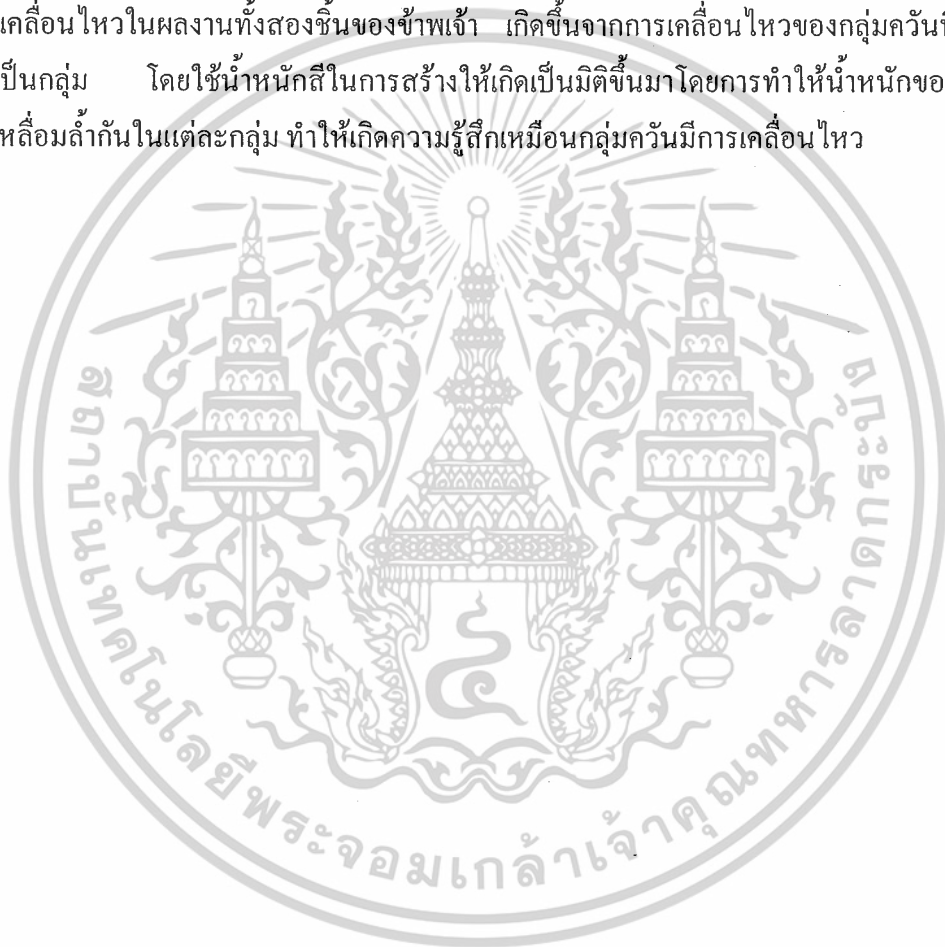 เคลื่อนไหวในผลงานทั้งสองชิ้นของข้าพเจ้า เกิดขึ้นจากการเคลื่อนไหวของกลุ่มควันที่
ป็นกลุ่ม โดยใช้น้ำหนักสีในการสร้างให้เกิดเป็นมิติขึ้นมาโดยการทำให้น้ำหนักขอ
หลื่อมล้ำกันในแต่ละกลุ่ม ทำให้เกิดความรู้สึกเหมือนกลุ่มควันมีการเคลื่อนไหว
สถาบันเทคโนโลยีพระจอมเกล้าเจ้าคุณทหารลาดกระบัง
๔